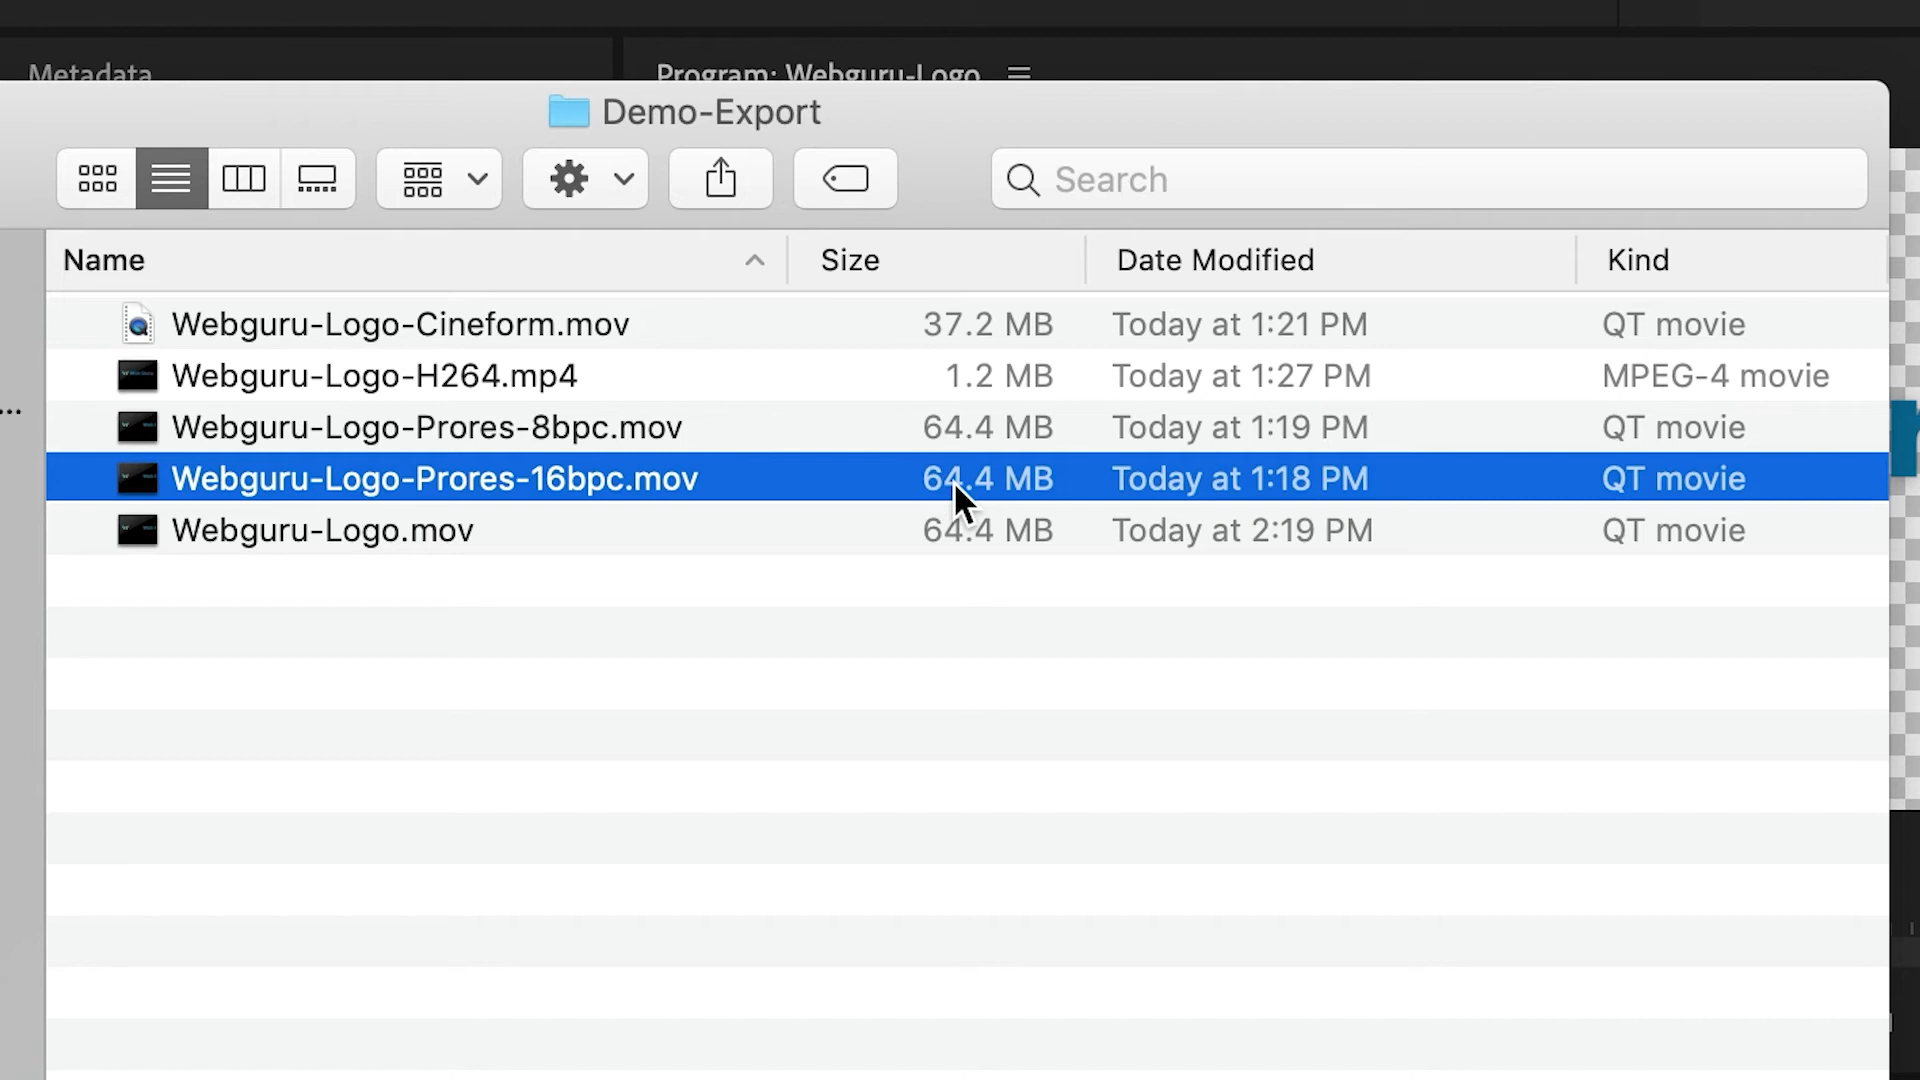 Metadata
Program: Webguru-Logo
Demo-Export
Search
Name Size Date Modified Kind
Webguru-Logo-Cineform.mov 37.2 MB Today at 1:21 PM QT movie
Webguru-Logo-H264.mp4 1.2 MB Today at 1:27 PM MPEG-4 movie
Webguru-Logo-Prores-8bpc.mov 64.4 MB Today at 1:19 PM QT movie
Webguru-Logo-Prores-16bpc.mov 64.4 MB Today at 1:18 PM QT movie
Webguru-Logo.mov 64.4 MB Today at 2:19 PM QT movie